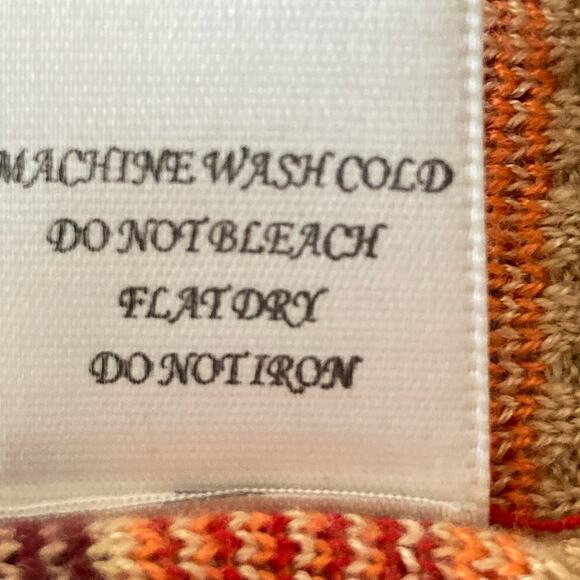 MACHINE WASH COLD
DO NOT BLEACH
FLAT DRY
DO NOT IRON